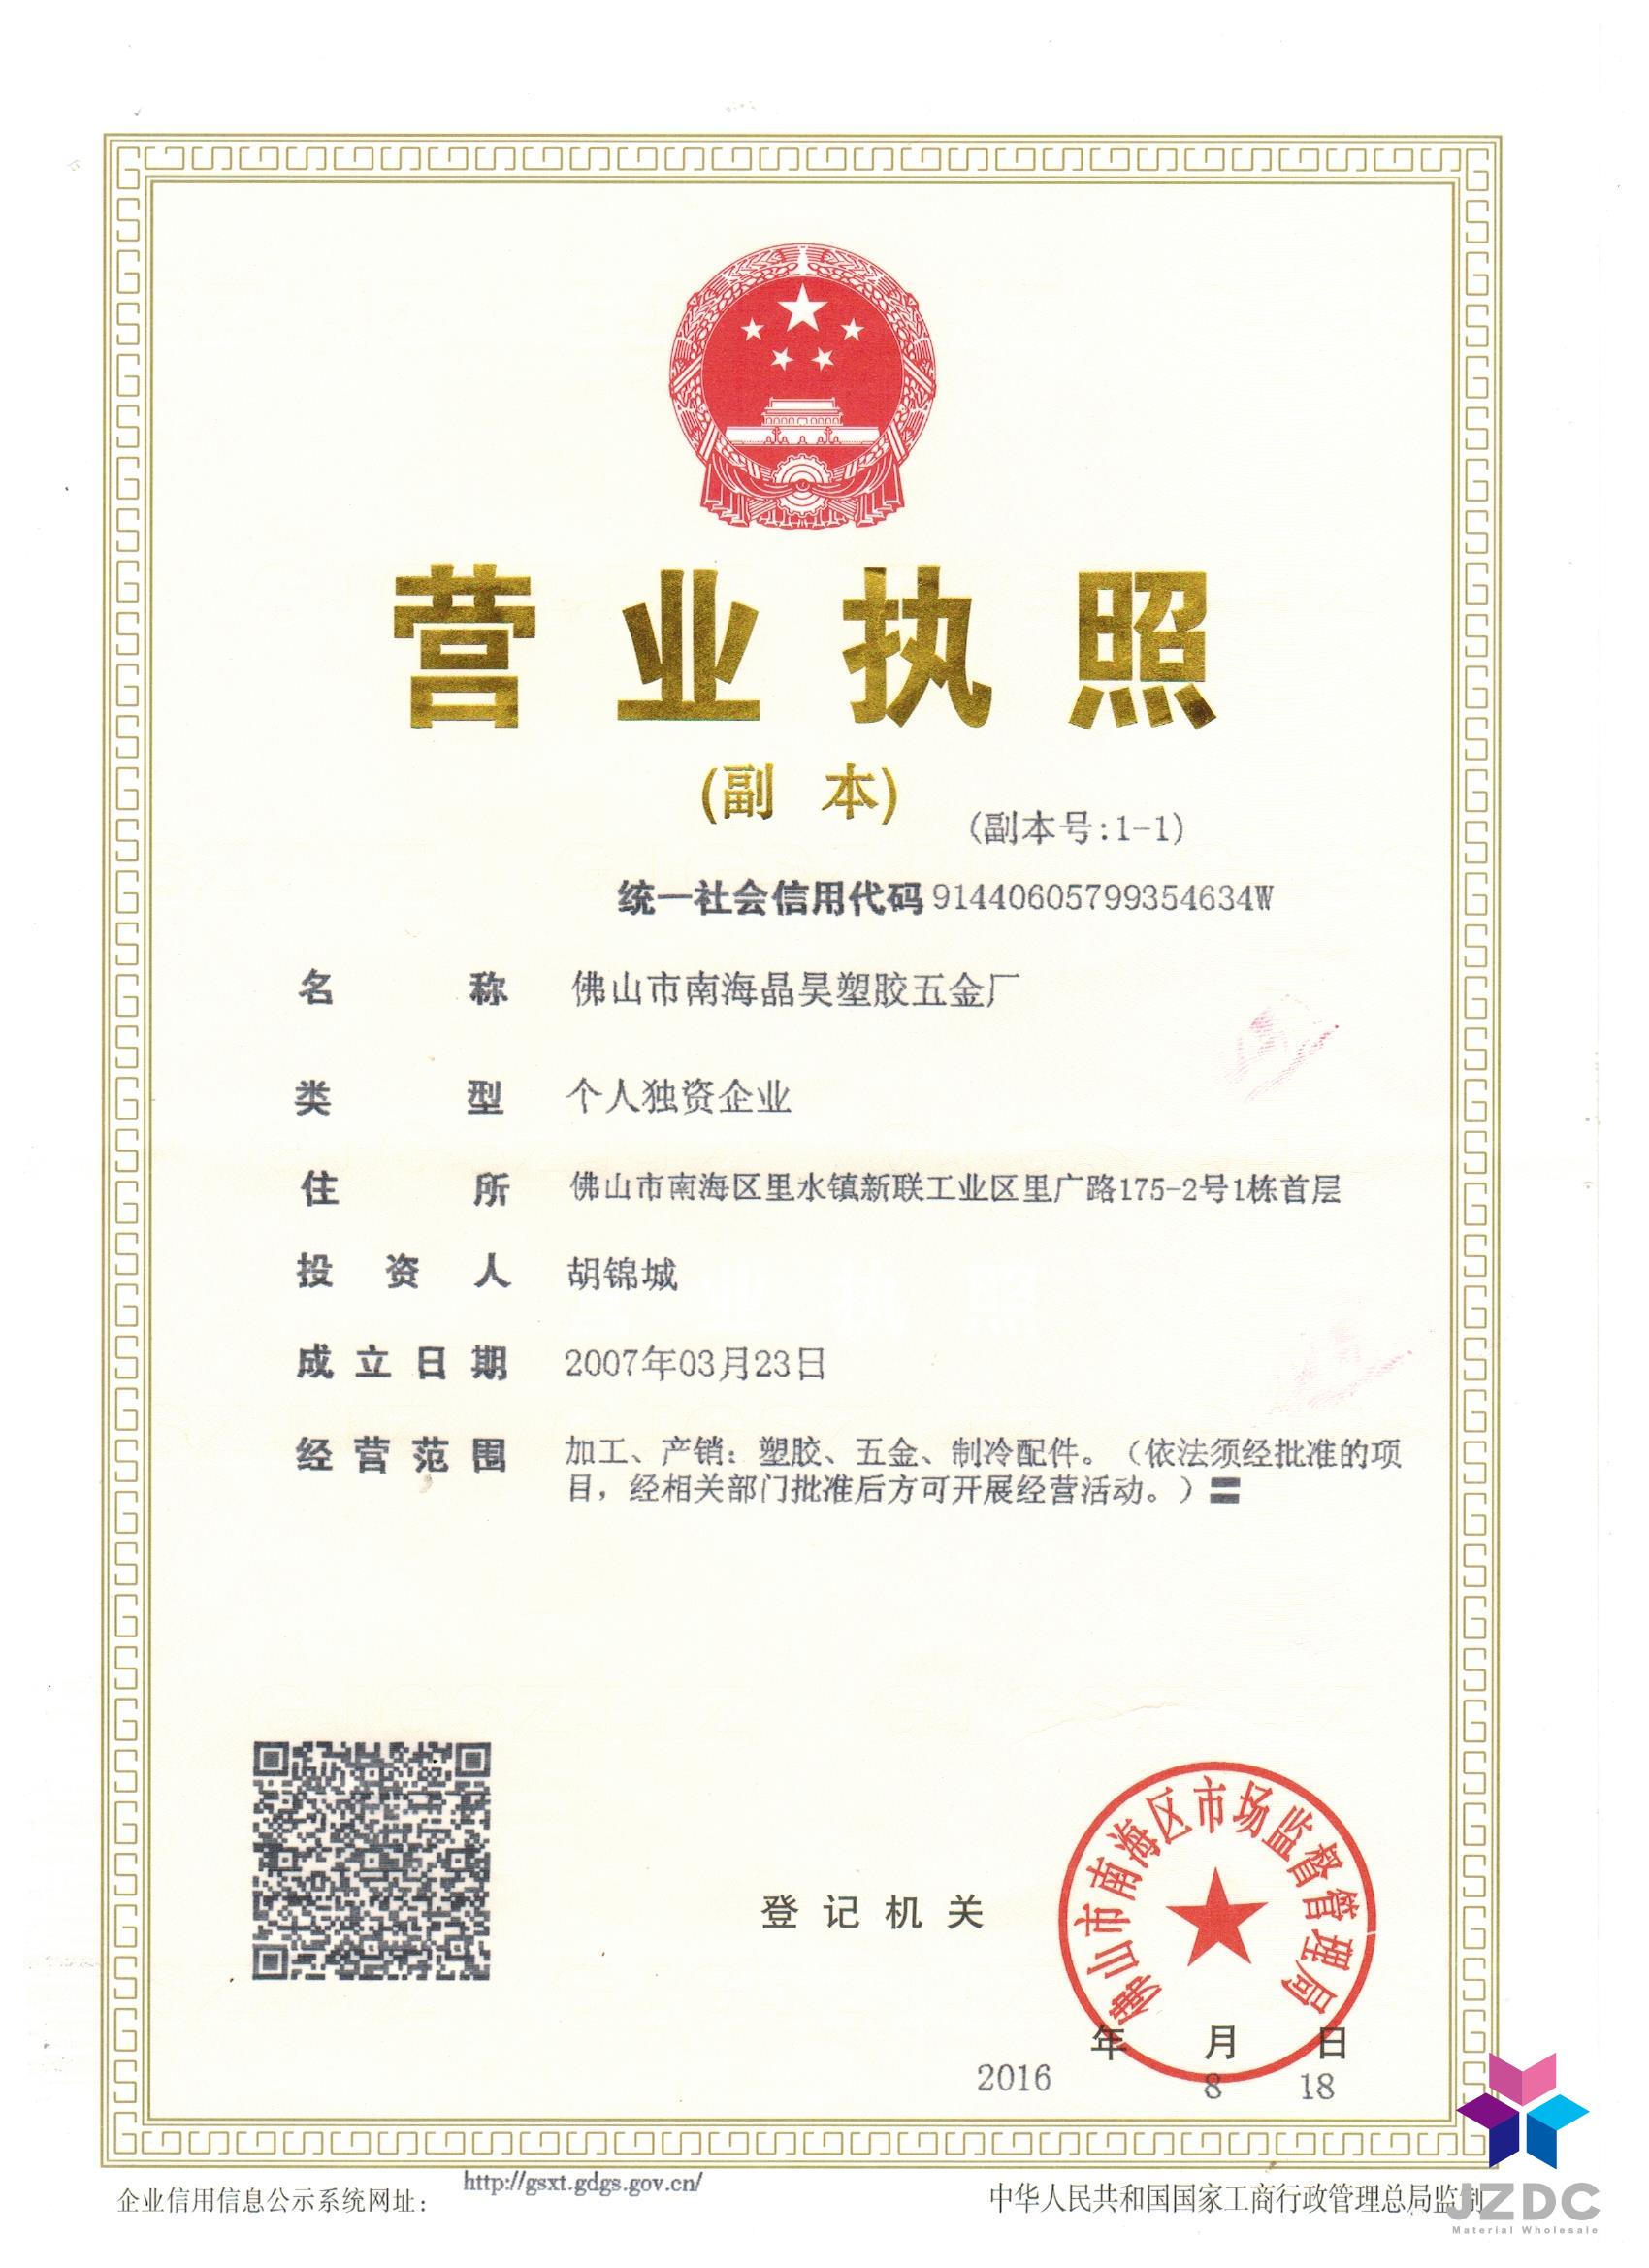 营业执照
(副 本)
(副本号:1-1)
统一社会信用代码 91440605799354634W
名 称 佛山市南海晶昊塑胶五金厂
类 型 个人独资企业
住 所 佛山市南海区里水镇新联工业区里广路175-2号1栋首层
投 资 人 胡锦城
成 立 日 期 2007年03月23日
经 营 范 围 加工、产销：塑胶、五金、制冷配件。（依法须经批准的项
目，经相关部门批准后方可开展经营活动。）〓
登 记 机 关
佛山市南海区市场监督管理局
年 月 日
2016 8 18
企业信用信息公示系统网址： http://gsxt.gdgs.gov.cn/
中华人民共和国国家工商行政管理总局监制
JZDC
Material Wholesale